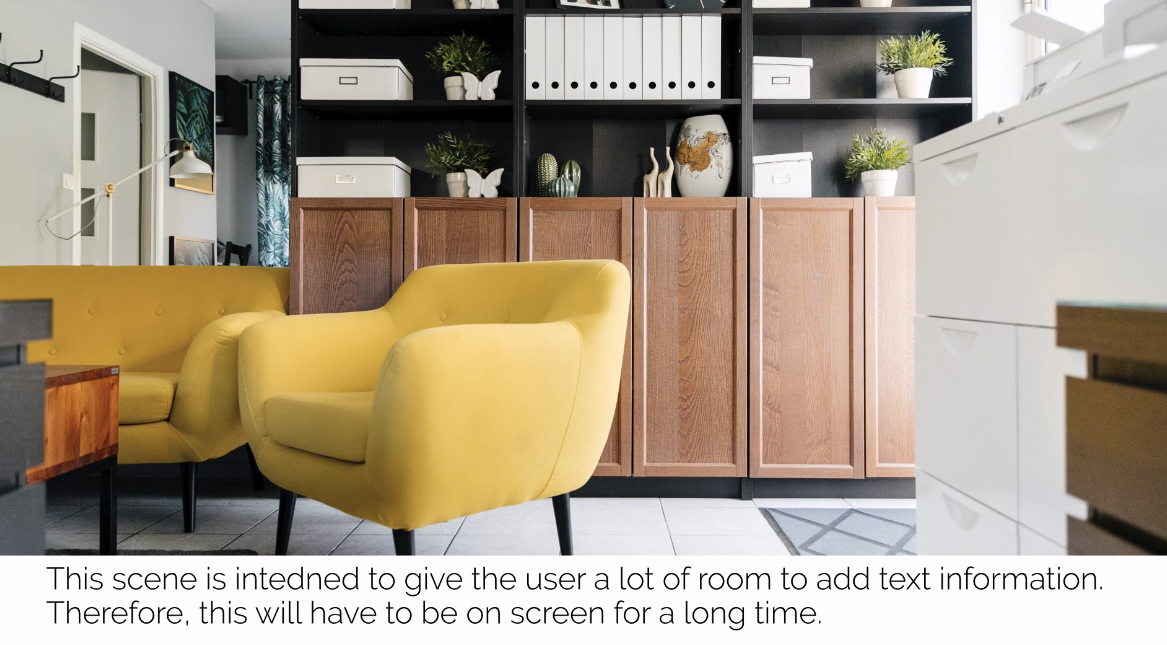 This scene is intedned to give the user a lot of room to add text information.
Therefore, this will have to be on screen for a long time.